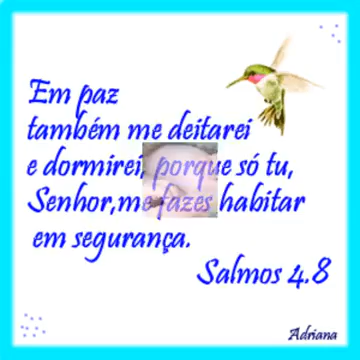 Em paz
também me deitarei
e dormirei, porque só tu,
Senhor,me fazes habitar
em segurança.
Salmos 4.8
Adriana